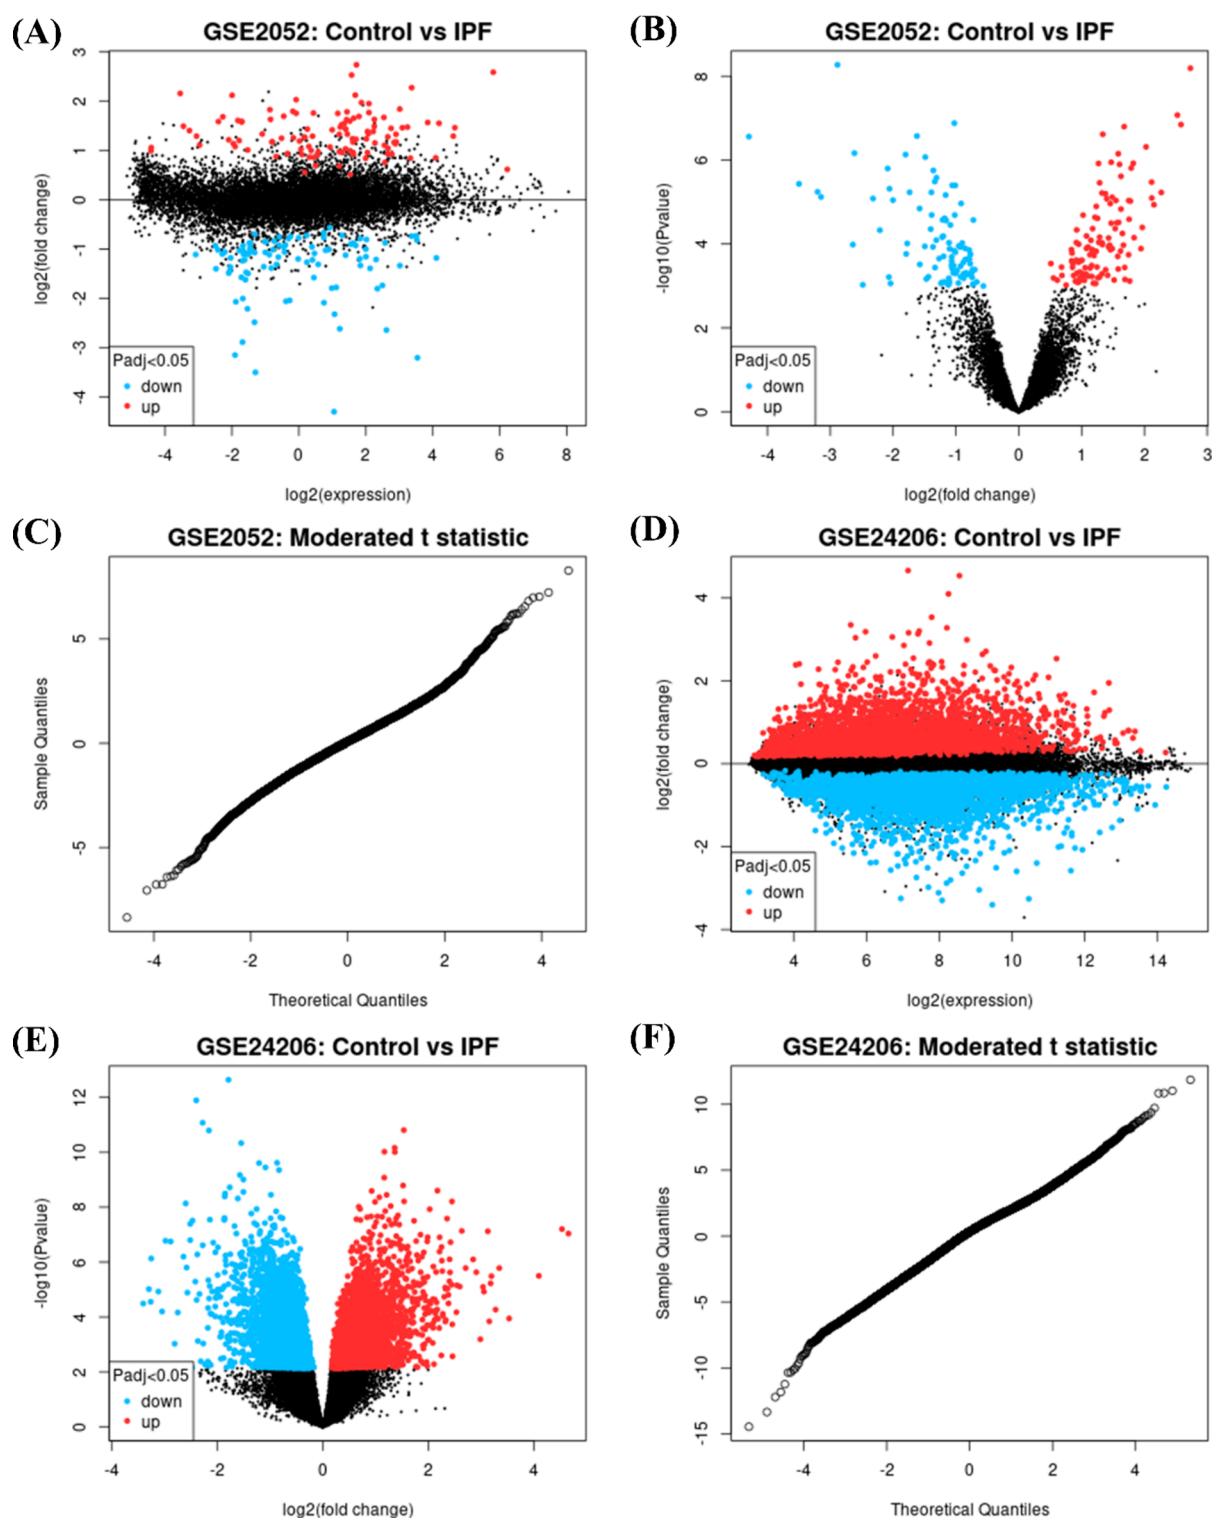 (A)
GSE2052: Control vs IPF
log2(fold change)
3
2
1
0
-1
-2
-3
-4
Padj<0.05
down
up
-4 -2 0 2 4 6 8
log2(expression)
(B)
GSE2052: Control vs IPF
-log10(Pvalue)
8
6
4
2
0
Padj<0.05
down
up
-4 -3 -2 -1 0 1 2 3
log2(fold change)
(C)
GSE2052: Moderated t statistic
Sample Quantiles
5
0
-5
-4 -2 0 2 4
Theoretical Quantiles
(D)
GSE24206: Control vs IPF
log2(fold change)
4
2
0
-2
-4
Padj<0.05
down
up
4 6 8 10 12 14
log2(expression)
(E)
GSE24206: Control vs IPF
-log10(Pvalue)
12
10
8
6
4
2
0
Padj<0.05
down
up
-4 -2 0 2 4
log2(fold change)
(F)
GSE24206: Moderated t statistic
Sample Quantiles
10
5
0
-5
-10
-15
-4 -2 0 2 4
Theoretical Quantiles